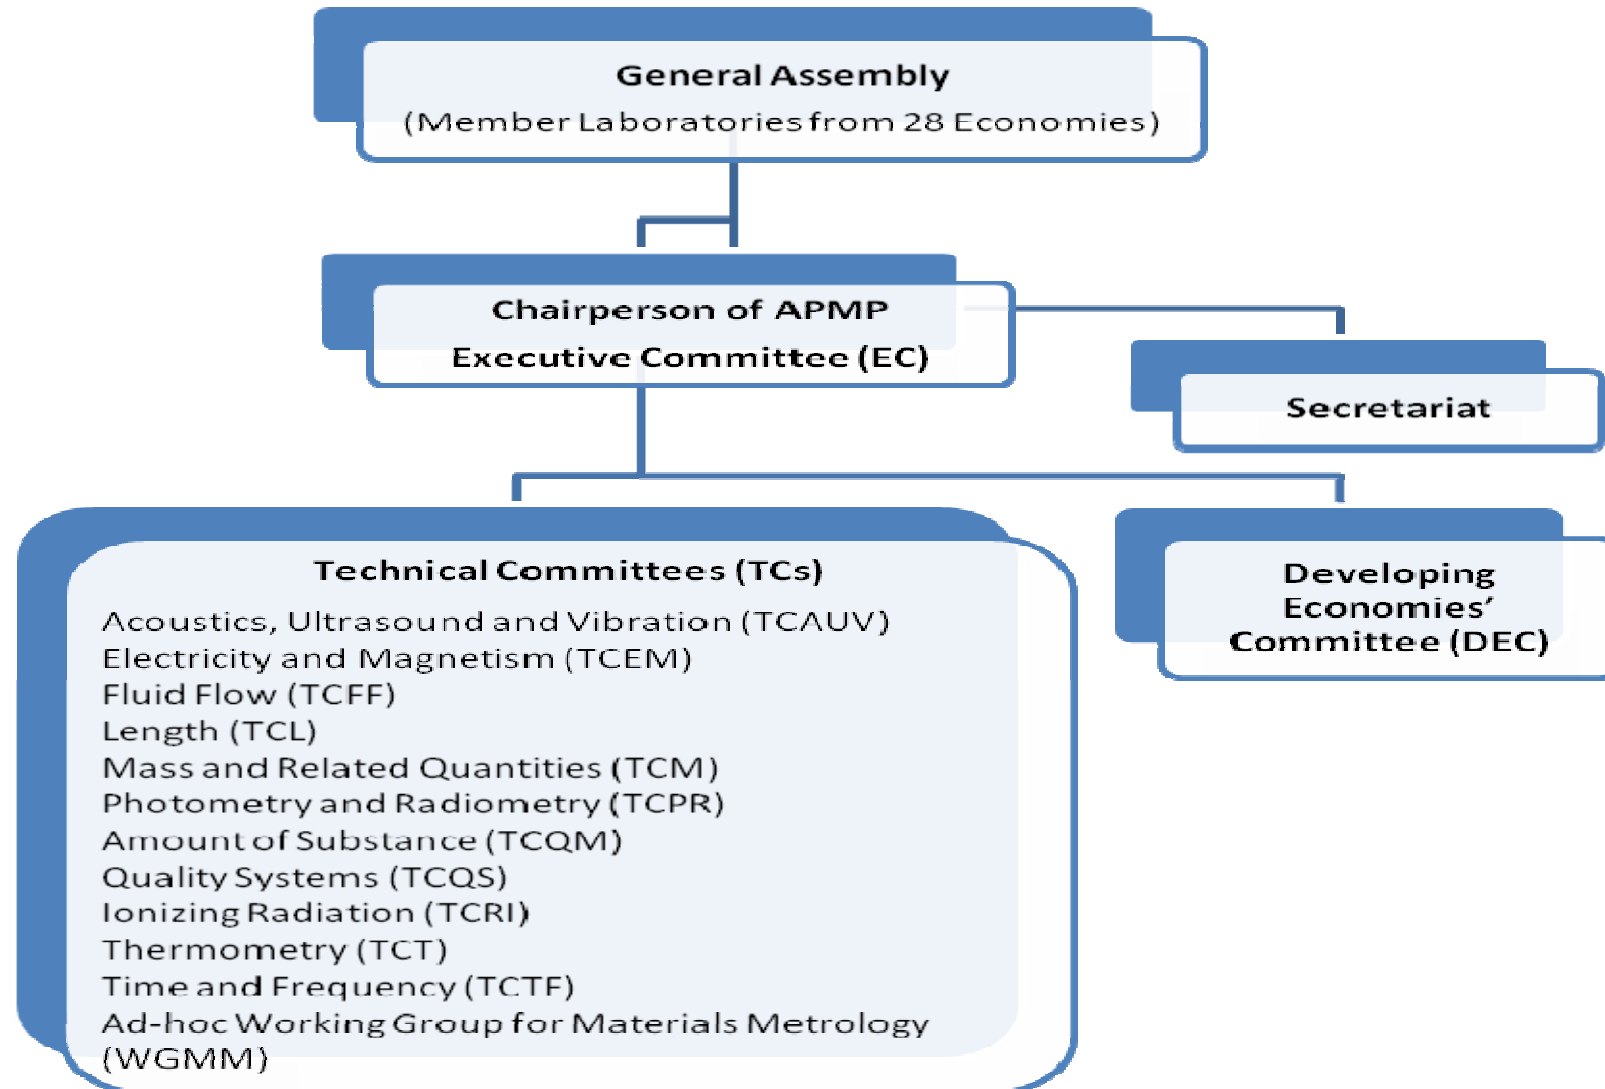 General Assembly
(Member Laboratories from 28 Economies)
Chairperson of APMP
Executive Committee (EC)
Secretariat
Technical Committees (TCs)
Acoustics, Ultrasound and Vibration (TCAUV)
Electricity and Magnetism (TCEM)
Fluid Flow (TCFF)
Length (TCL)
Mass and Related Quantities (TCM)
Photometry and Radiometry (TCPR)
Amount of Substance (TCQM)
Quality Systems (TCQS)
Ionizing Radiation (TCRI)
Thermometry (TCT)
Time and Frequency (TCTF)
Ad-hoc Working Group for Materials Metrology
(WGMM)
Developing
Economies’
Committee (DEC)